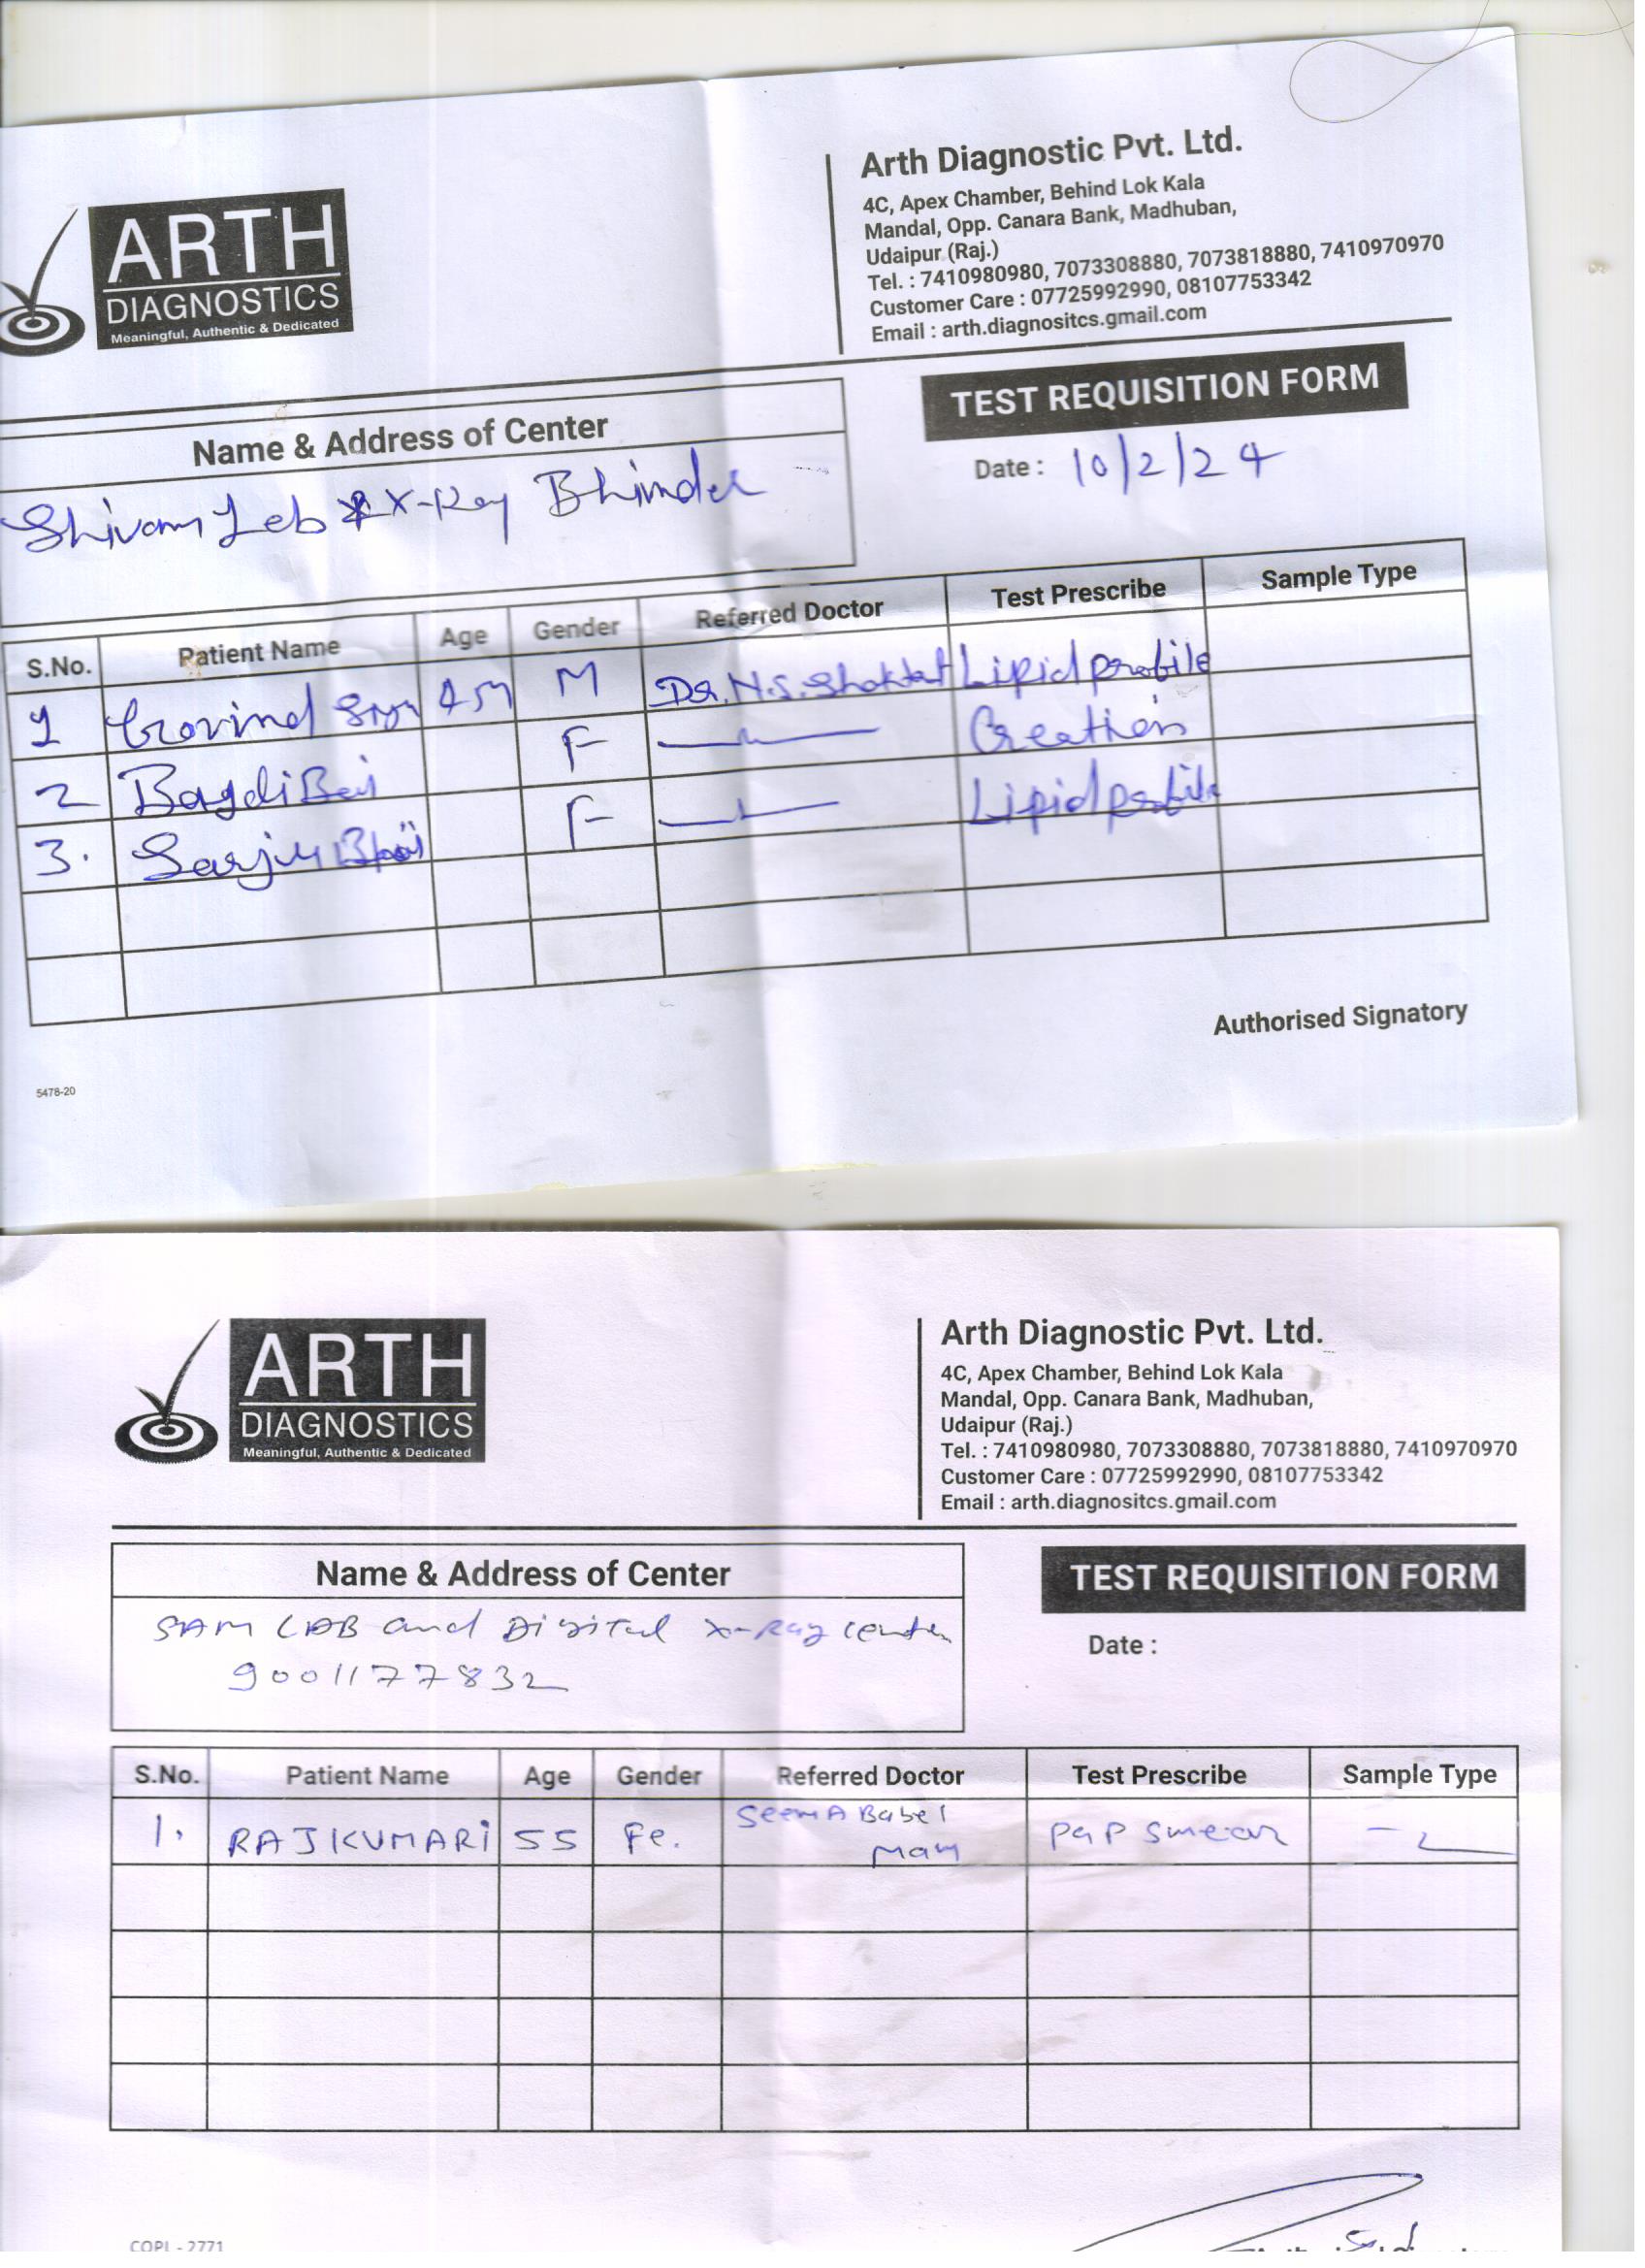 ARTH
DIAGNOSTICS
Meaningful, Authentic & Dedicated
Arth Diagnostic Pvt. Ltd.
4C, Apex Chamber, Behind Lok Kala
Mandal, Opp. Canara Bank, Madhuban,
Udaipur (Raj.)
Tel. : 7410980980, 7073308880, 7073818880, 7410970970
Customer Care : 07725992990, 08107753342
Email : arth.diagnositcs.gmail.com
TEST REQUISITION FORM
Name & Address of Center
Date : 10/2/24
Shivam Leb & X-Ray Bhinder
S.No. Patient Name Age Gender Referred Doctor Test Prescribe Sample Type
1 Govind M Dr. N.S. Lipid profile
2 Bagdi Bai F
3. Sarju F Lipid profile
Authorised Signatory
5478-20
ARTH
DIAGNOSTICS
Meaningful, Authentic & Dedicated
Arth Diagnostic Pvt. Ltd.
4C, Apex Chamber, Behind Lok Kala
Mandal, Opp. Canara Bank, Madhuban,
Udaipur (Raj.)
Tel. : 7410980980, 7073308880, 7073818880, 7410970970
Customer Care : 07725992990, 08107753342
Email : arth.diagnositcs.gmail.com
Name & Address of Center
TEST REQUISITION FORM
SAM LAB and Digital X-Ray center
9001177832
Date :
S.No. Patient Name Age Gender Referred Doctor Test Prescribe Sample Type
1. RAJKUMARi 55 Fe. SeemA Babel Mam PaP smear
COPL - 2771